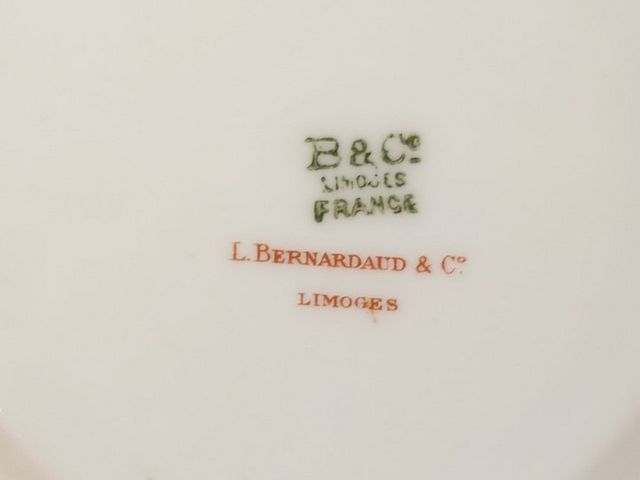 B & Co
LIMOGES
FRANCE
L. BERNARDAUD & Co
LIMOGES